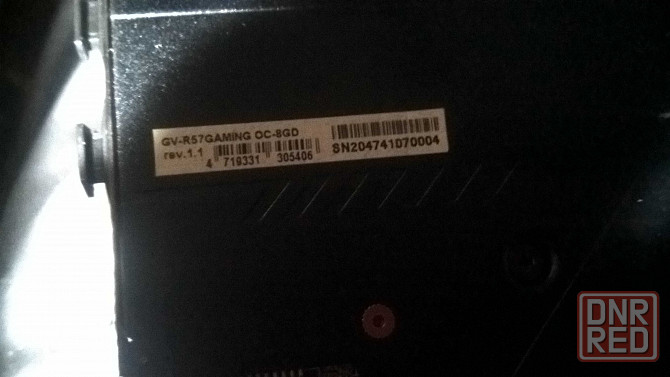 GV-R57GAMING OC-8GD
rev.1.1
4 719331 305406
SN204741070004
DNR
RED